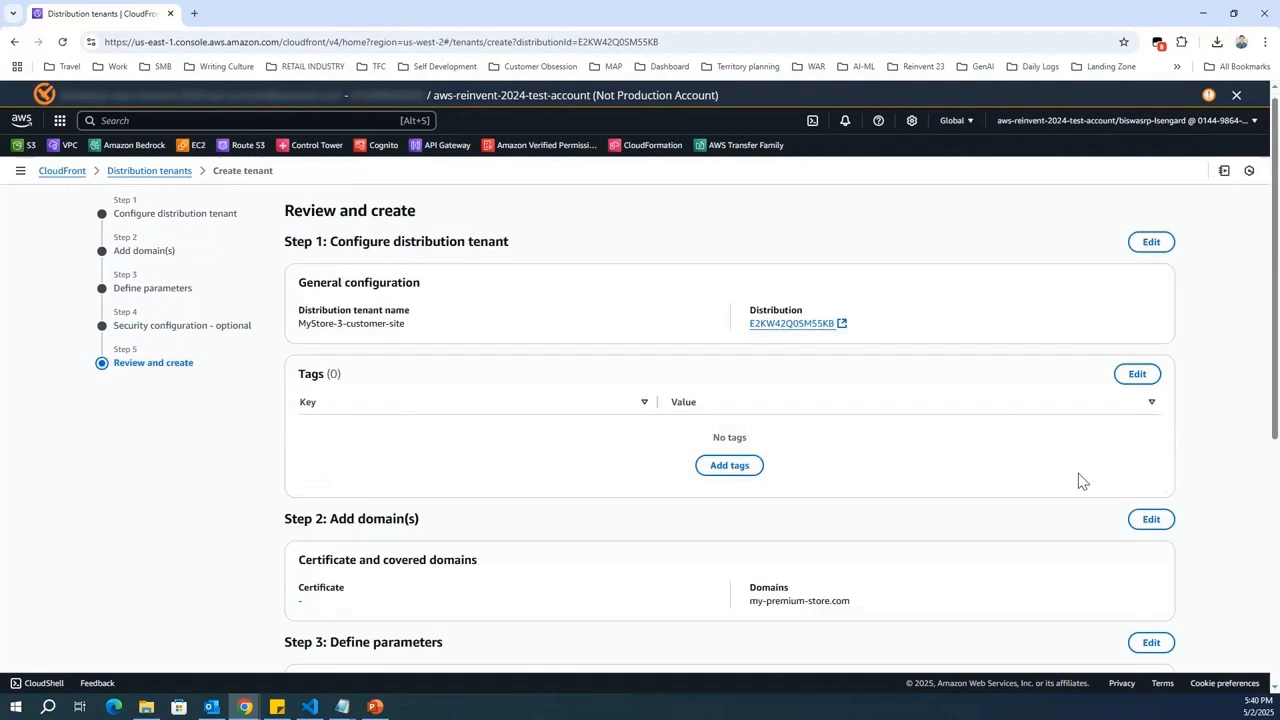 Distribution tenants | CloudFro
https://us-east-1.console.aws.amazon.com/cloudfront/v4/home?region=us-west-2#/tenants/create?distributionId=E2KW42Q0SM55KB
Travel Work SMB Writing Culture RETAIL INDUSTRY TFC Self Development Customer Obsession MAP Dashboard Territory planning WAR AI-ML Reinvent 23 GenAI Daily Logs Landing Zone » All Bookmarks
- / aws-reinvent-2024-test-account (Not Production Account)
aws Search [Alt+S] Global aws-reinvent-2024-test-account/biswasrp-Isengard @ 0144-9864-...
S3 VPC Amazon Bedrock EC2 Route 53 Control Tower Cognito API Gateway Amazon Verified Permissi... CloudFormation AWS Transfer Family
CloudFront > Distribution tenants > Create tenant
Step 1
Configure distribution tenant
Step 2
Add domain(s)
Step 3
Define parameters
Step 4
Security configuration - optional
Step 5
Review and create
Review and create
Step 1: Configure distribution tenant Edit
General configuration
Distribution tenant name
MyStore-3-customer-site
Distribution
E2KW42Q0SM55KB
Tags (0) Edit
Key Value
No tags
Add tags
Step 2: Add domain(s) Edit
Certificate and covered domains
Certificate
-
Domains
my-premium-store.com
Step 3: Define parameters Edit
CloudShell Feedback © 2025, Amazon Web Services, Inc. or its affiliates. Privacy Terms Cookie preferences
5:40 PM
5/2/2025